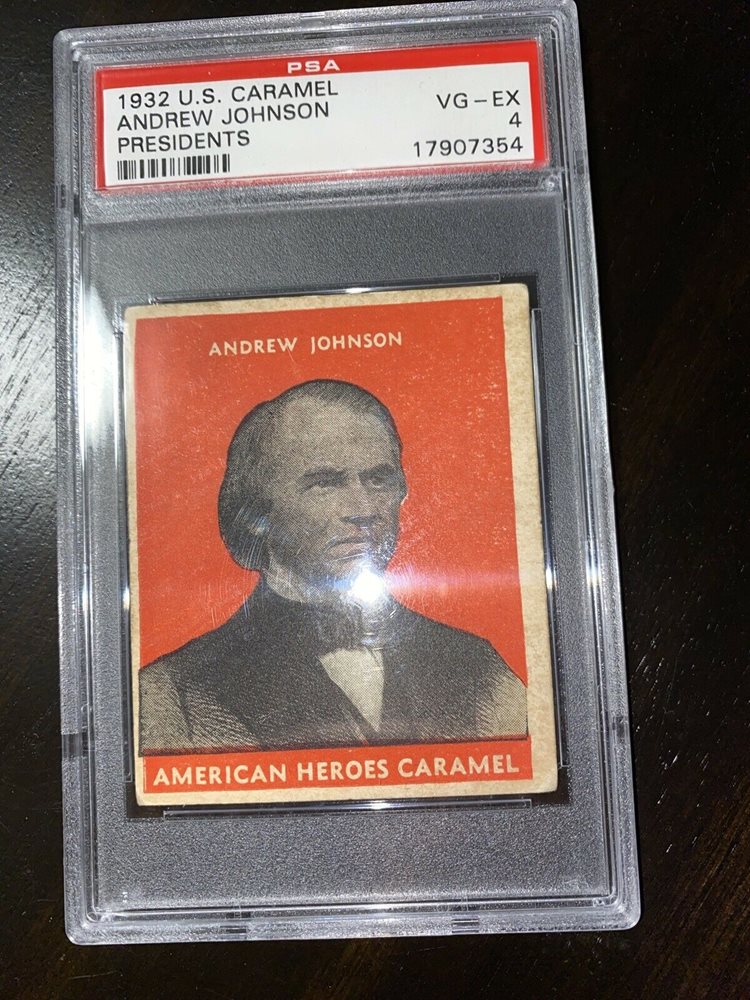 PSA
1932 U.S. CARAMEL
ANDREW JOHNSON
PRESIDENTS
VG-EX
4
17907354
ANDREW JOHNSON
AMERICAN HEROES CARAMEL